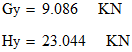 Gy = 9.086 KN
Hy = 23.044 KN